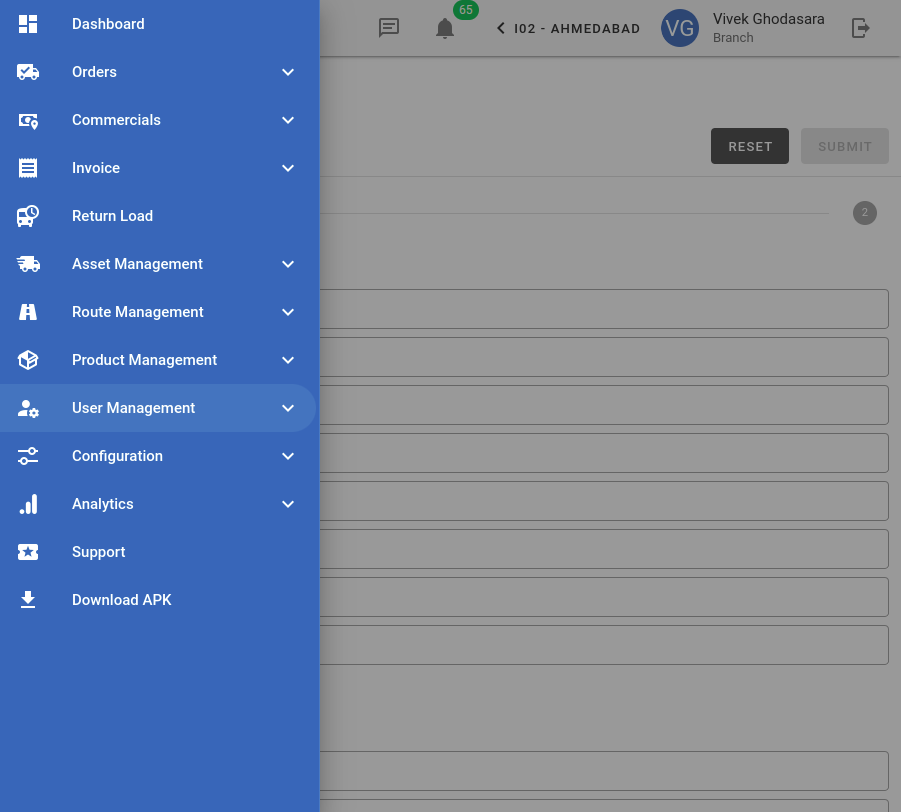 Dashboard
Orders
Commercials
Invoice
Return Load
Asset Management
Route Management
Product Management
User Management
Configuration
Analytics
Support
Download APK
65
I02 - AHMEDABAD
VG
Vivek Ghodasara
Branch
RESET
SUBMIT
2